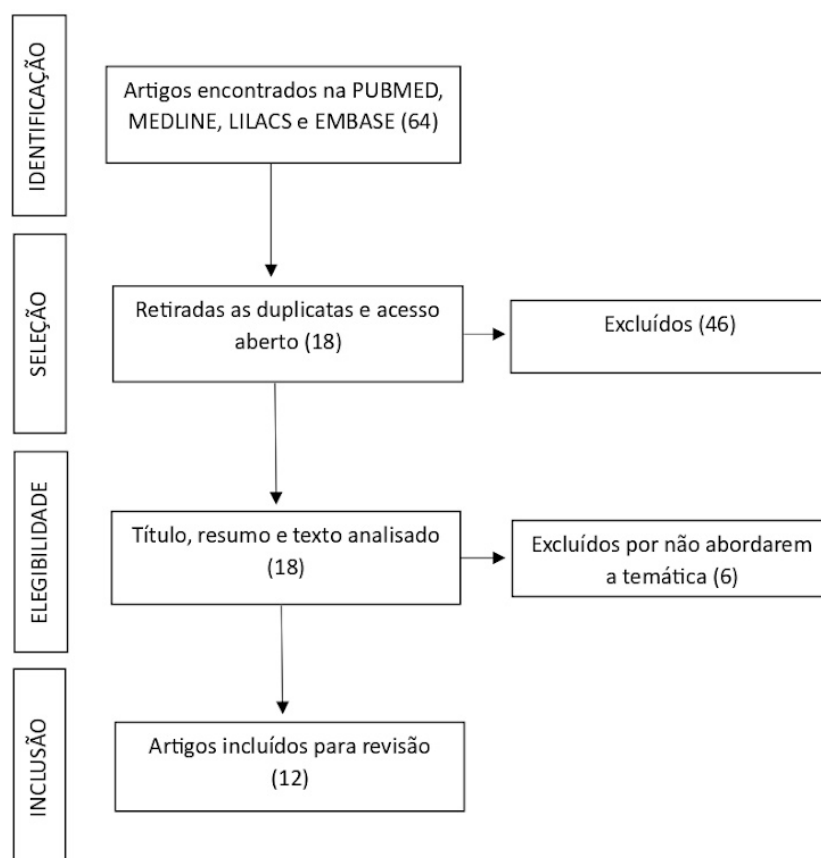 IDENTIFICAÇÃO
Artigos encontrados na PUBMED,
MEDLINE, LILACS e EMBASE (64)
SELEÇÃO
Retiradas as duplicatas e acesso
aberto (18)
Excluídos (46)
ELEGIBILIDADE
Título, resumo e texto analisado
(18)
Excluídos por não abordarem
a temática (6)
INCLUSÃO
Artigos incluídos para revisão
(12)